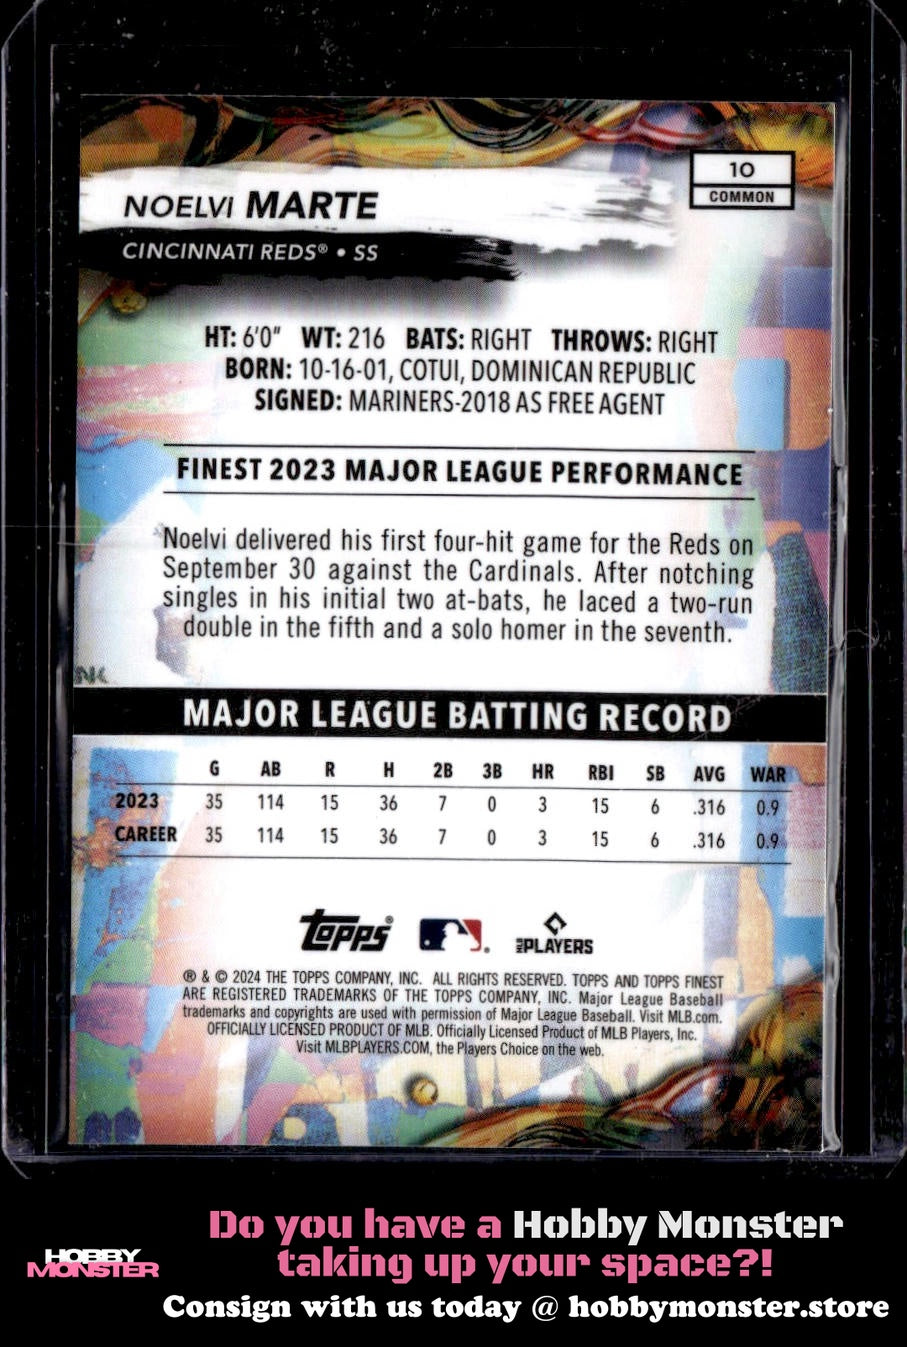 NOELVI MARTE
CINCINNATI REDS® • SS
10
COMMON
HT: 6'0" WT: 216 BATS: RIGHT THROWS: RIGHT
BORN: 10-16-01, COTUI, DOMINICAN REPUBLIC
SIGNED: MARINERS-2018 AS FREE AGENT
FINEST 2023 MAJOR LEAGUE PERFORMANCE
Noelvi delivered his first four-hit game for the Reds on
September 30 against the Cardinals. After notching
singles in his initial two at-bats, he laced a two-run
double in the fifth and a solo homer in the seventh.
NK
MAJOR LEAGUE BATTING RECORD
G AB R H 2B 3B HR RBI SB AVG WAR
2023 35 114 15 36 7 0 3 15 6 .316 0.9
CAREER 35 114 15 36 7 0 3 15 6 .316 0.9
topps® ® MLB PLAYERS
® & © 2024 THE TOPPS COMPANY, INC. ALL RIGHTS RESERVED. TOPPS AND TOPPS FINEST
ARE REGISTERED TRADEMARKS OF THE TOPPS COMPANY, INC. Major League Baseball
trademarks and copyrights are used with permission of Major League Baseball. Visit MLB.com.
OFFICIALLY LICENSED PRODUCT OF MLB. Officially Licensed Product of MLB Players, Inc.
Visit MLBPLAYERS.COM, the Players Choice on the web.
HOBBY
MONSTER
Do you have a Hobby Monster
taking up your space?!
Consign with us today @ hobbymonster.store